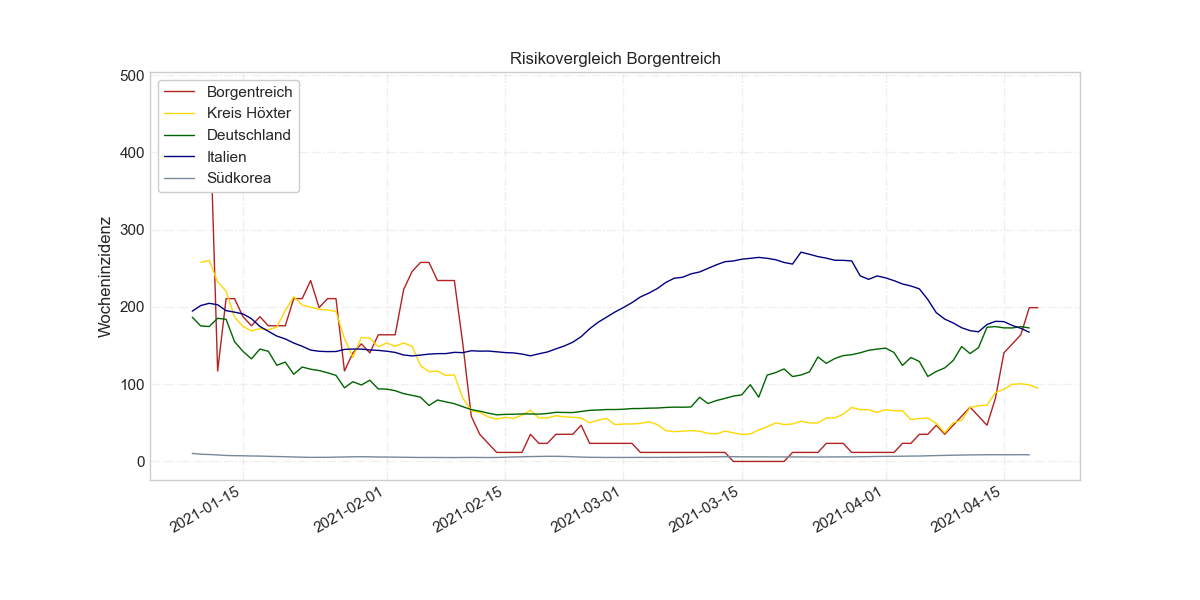 Risikovergleich Borgentreich
Wocheninzidenz
500
400
300
200
100
0
Borgentreich
Kreis Höxter
Deutschland
Italien
Südkorea
2021-01-15
2021-02-01
2021-02-15
2021-03-01
2021-03-15
2021-04-01
2021-04-15